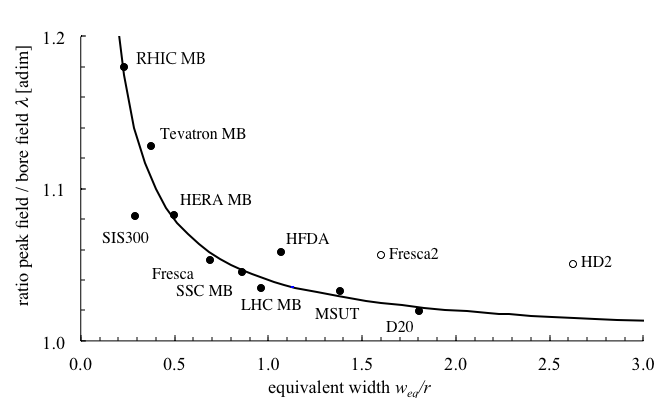 1.2
RHIC MB
Tevatron MB
1.1
HERA MB
SIS300
HFDA
Fresca2
HD2
Fresca
SSC MB
LHC MB
MSUT
D20
1.0
0.0 0.5 1.0 1.5 2.0 2.5 3.0
equivalent width w_eq/r
ratio peak field / bore field λ [adim]